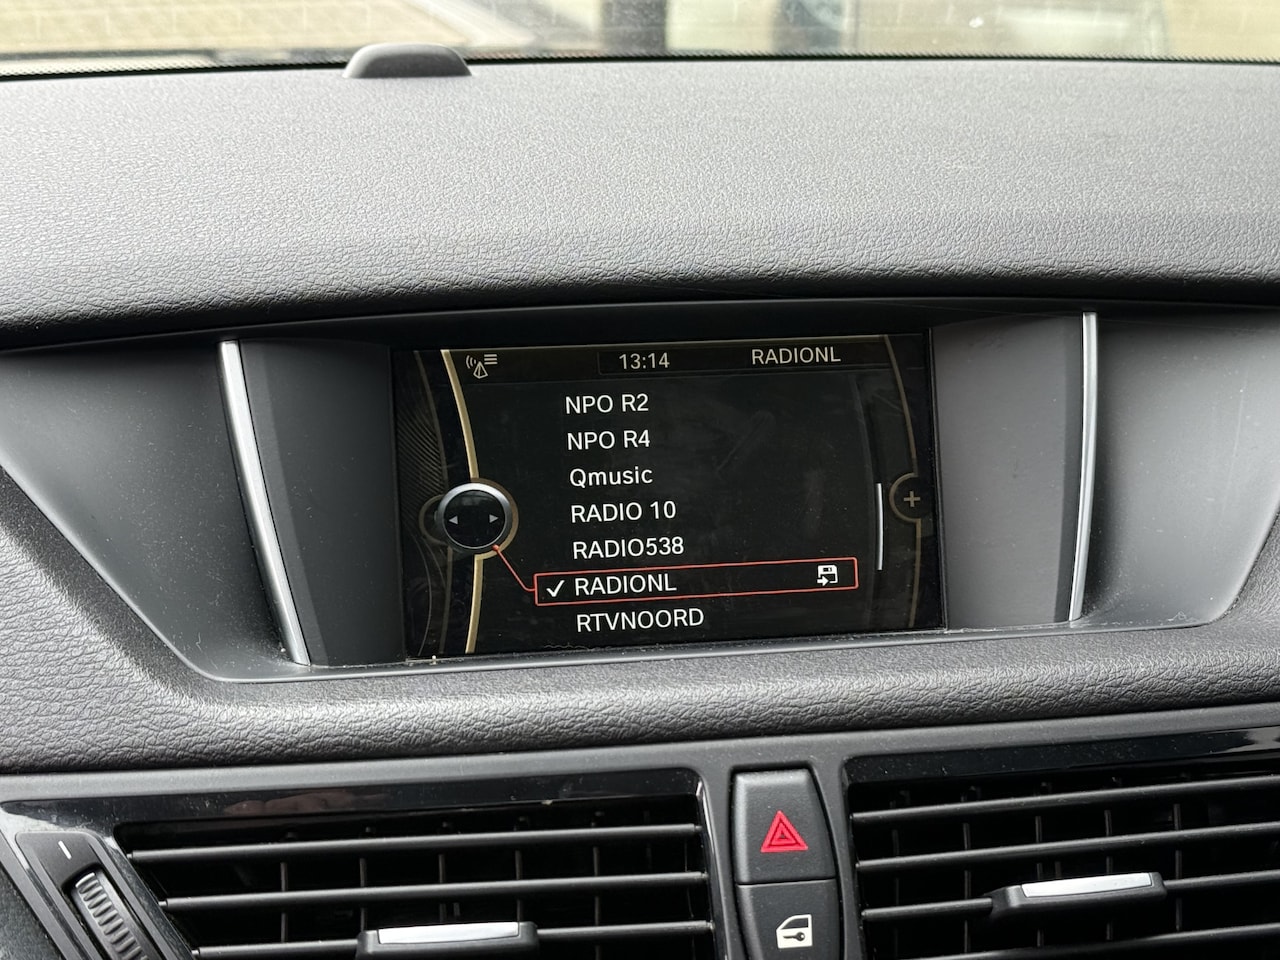 13:14 RADIONL
NPO R2
NPO R4
Qmusic
RADIO 10
RADIO538
RADIONL
RTVNOORD